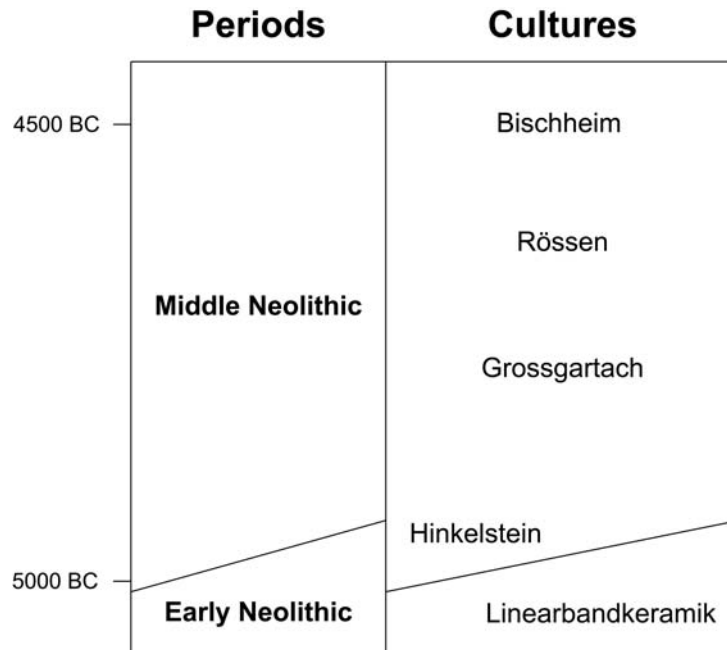 Periods
Cultures
4500 BC
Bischheim
Rössen
Middle Neolithic
Grossgartach
Hinkelstein
5000 BC
Early Neolithic
Linearbandkeramik